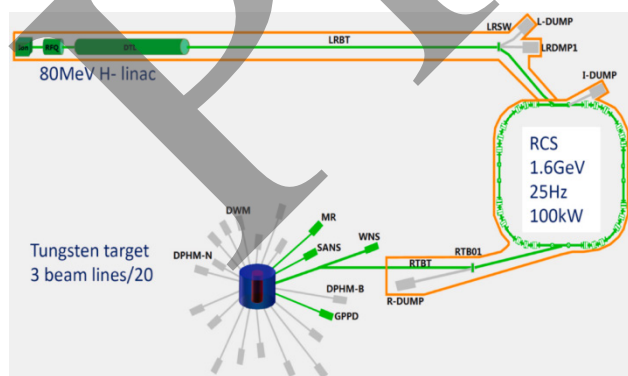 RFQ
DTL
LRBT
LRSW
L-DUMP
LRDMP1
80MeV H- linac
I-DUMP
RCS
1.6GeV
25Hz
100kW
DWM
MR
WNS
SANS
DPHM-N
RTB01
RTBT
Tungsten target
3 beam lines/20
DPHM-B
R-DUMP
GPPD